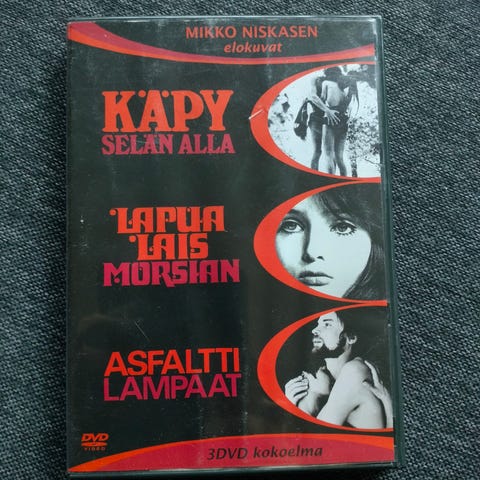 MIKKO NISKASEN
elokuvat
KÄPY
SELÄN ALLA
LAPUA
LAIS
MORSIAN
ASFALTTI
LAMPAAT
DVD
VIDEO
3DVD kokoelma